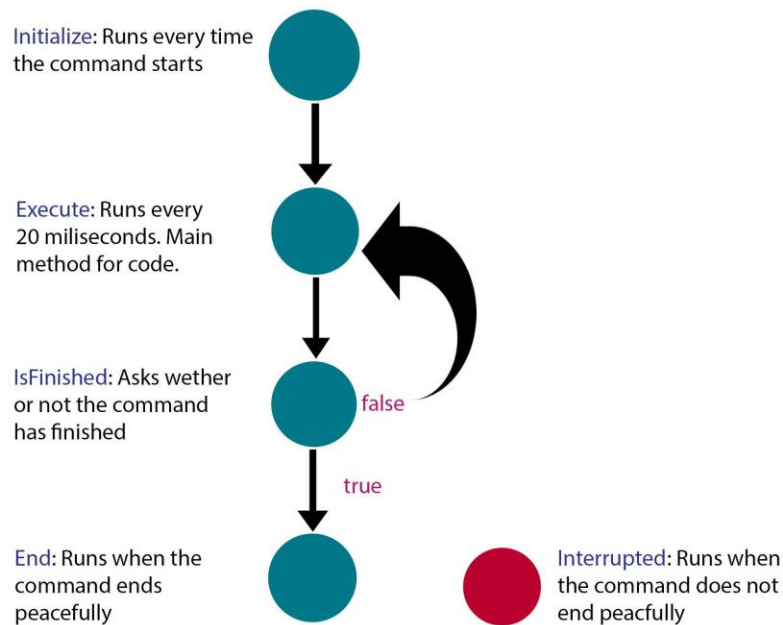 Initialize: Runs every time
the command starts
Execute: Runs every
20 miliseconds. Main
method for code.
IsFinished: Asks wether
or not the command
has finished
false
true
End: Runs when the
command ends
peacefully
Interrupted: Runs when
the command does not
end peacfully